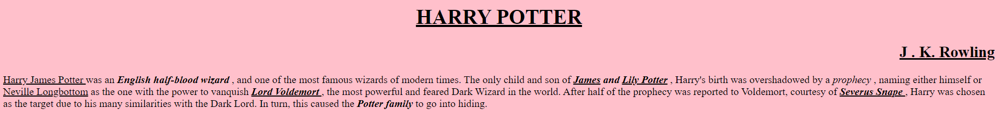 HARRY POTTER
J . K. Rowling
Harry James Potter was an English half-blood wizard , and one of the most famous wizards of modern times. The only child and son of James and Lily Potter , Harry's birth was overshadowed by a prophecy , naming either himself or
Neville Longbottom as the one with the power to vanquish Lord Voldemort , the most powerful and feared Dark Wizard in the world. After half of the prophecy was reported to Voldemort, courtesy of Severus Snape , Harry was chosen
as the target due to his many similarities with the Dark Lord. In turn, this caused the Potter family to go into hiding.